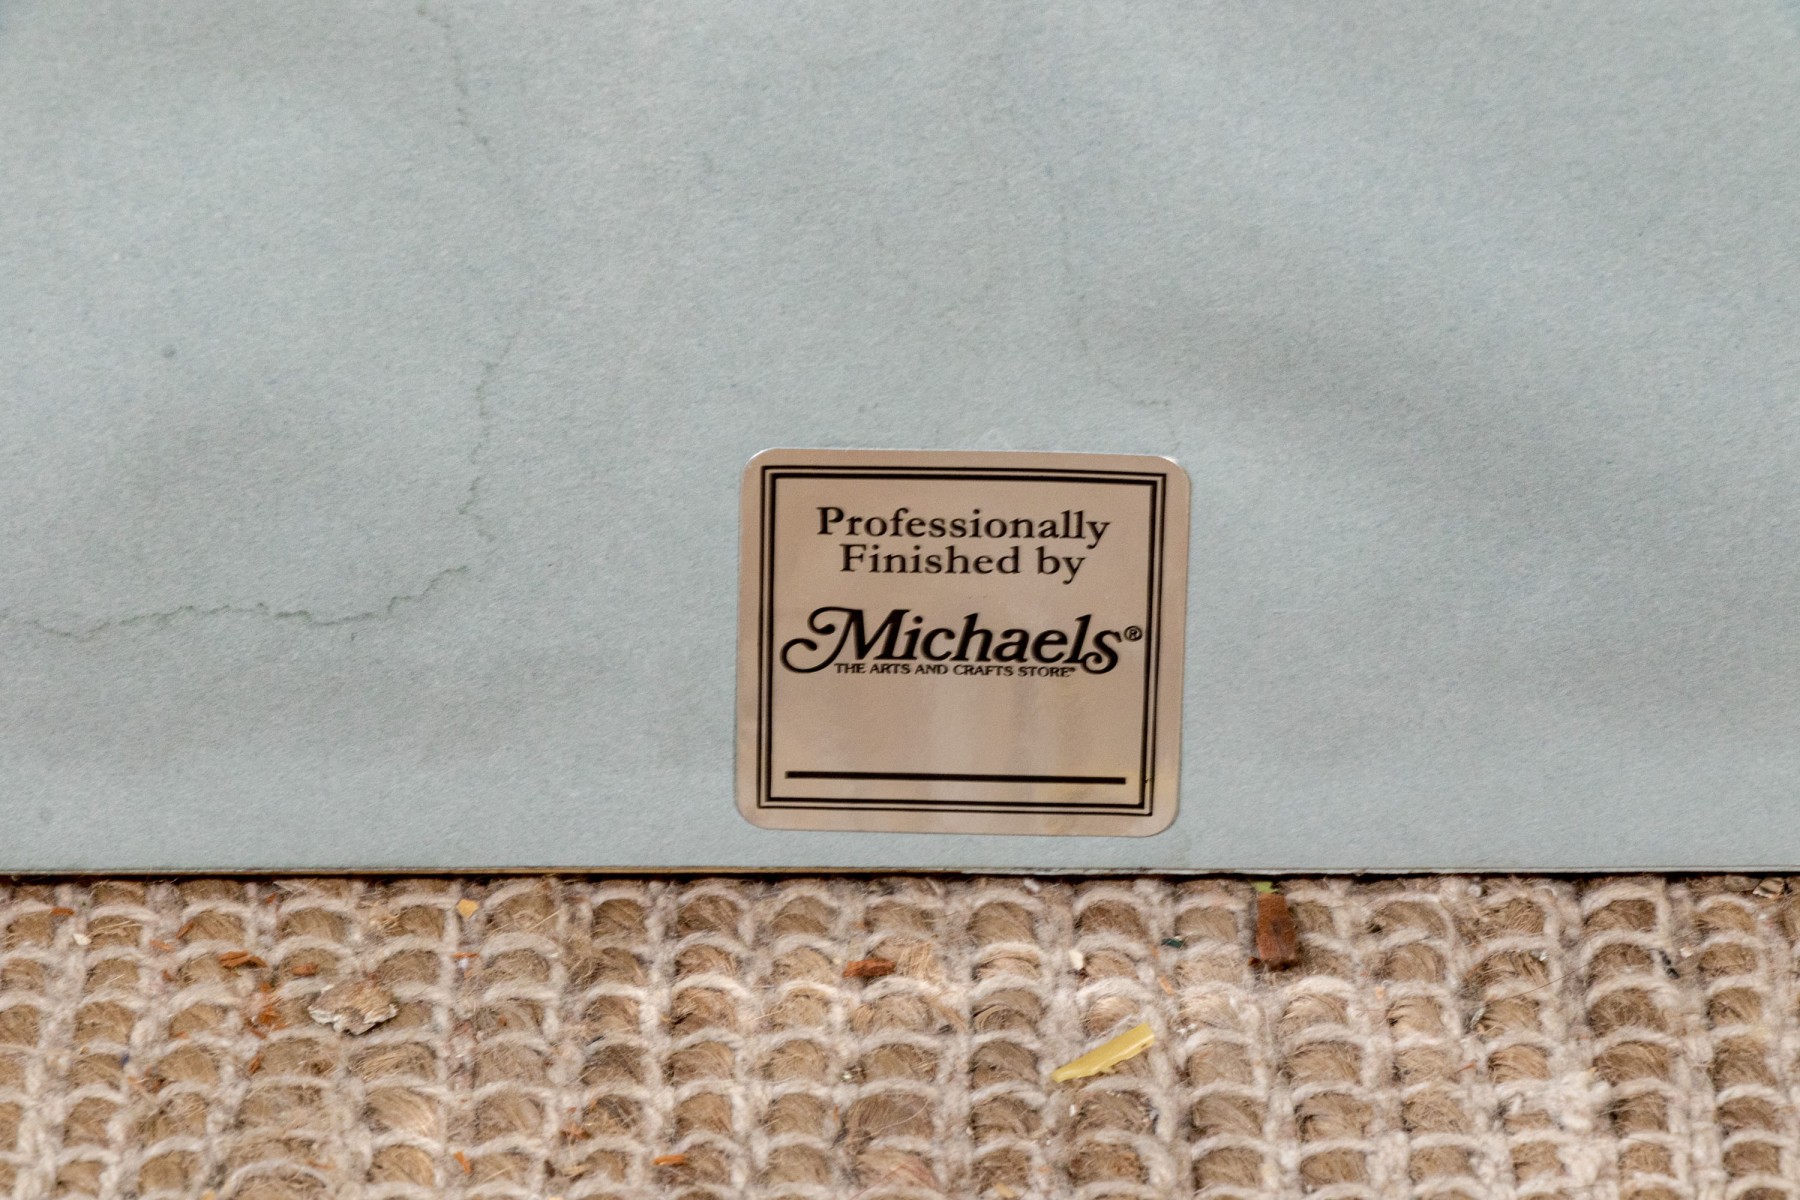 Professionally
Finished by
Michaels®
THE ARTS AND CRAFTS STORE®